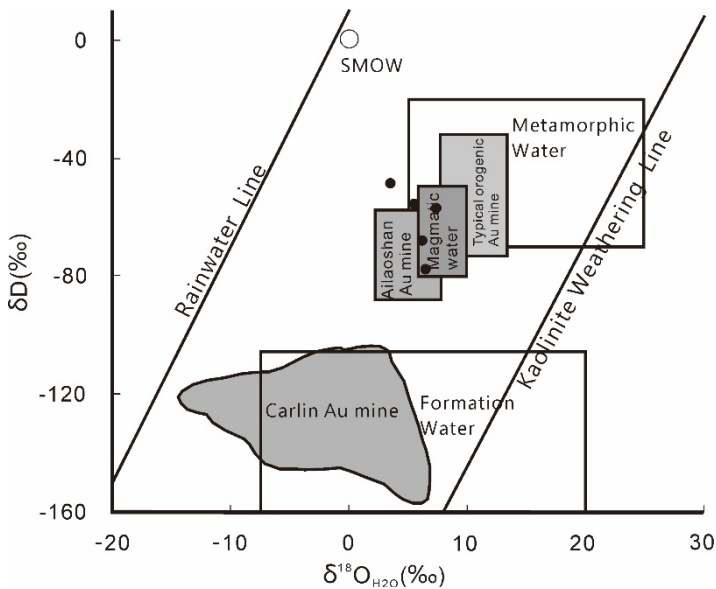 0
-40
-80
-120
-160
δD(‰)
-20
-10
0
10
20
30
δ¹⁸O_H₂O(‰)
SMOW
Rainwater Line
Metamorphic
Water
Kaolinite Weathering Line
Typical orogenic
Au mine
Magmatic
water
Ailaoshan
Au mine
Carlin Au mine
Formation
Water